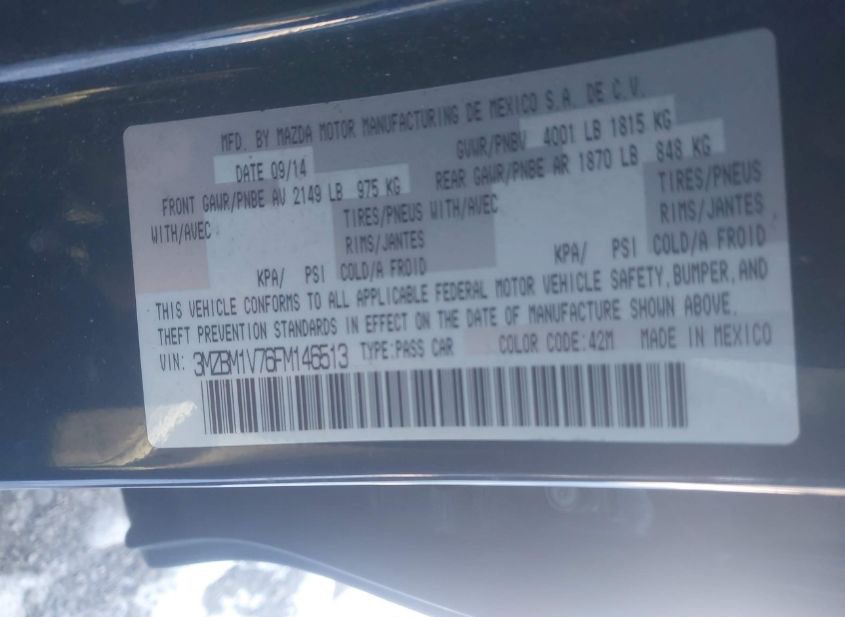 MFD. BY MAZDA MOTOR MANUFACTURING DE MEXICO S.A. DE C.V.
DATE 09/14 GVWR/PNBV 4001 LB 1815 KG
FRONT GAWR/PNBE AV 2149 LB 975 KG REAR GAWR/PNBE AR 1870 LB 848 KG
WITH/AVEC TIRES/PNEUS WITH/AVEC TIRES/PNEUS
RIMS/JANTES RIMS/JANTES
KPA/ PSI COLD/A FROID KPA/ PSI COLD/A FROID
THIS VEHICLE CONFORMS TO ALL APPLICABLE FEDERAL MOTOR VEHICLE SAFETY, BUMPER, AND
THEFT PREVENTION STANDARDS IN EFFECT ON THE DATE OF MANUFACTURE SHOWN ABOVE.
VIN: 3MZBM1V76FM146513 TYPE:PASS CAR COLOR CODE:42M MADE IN MEXICO